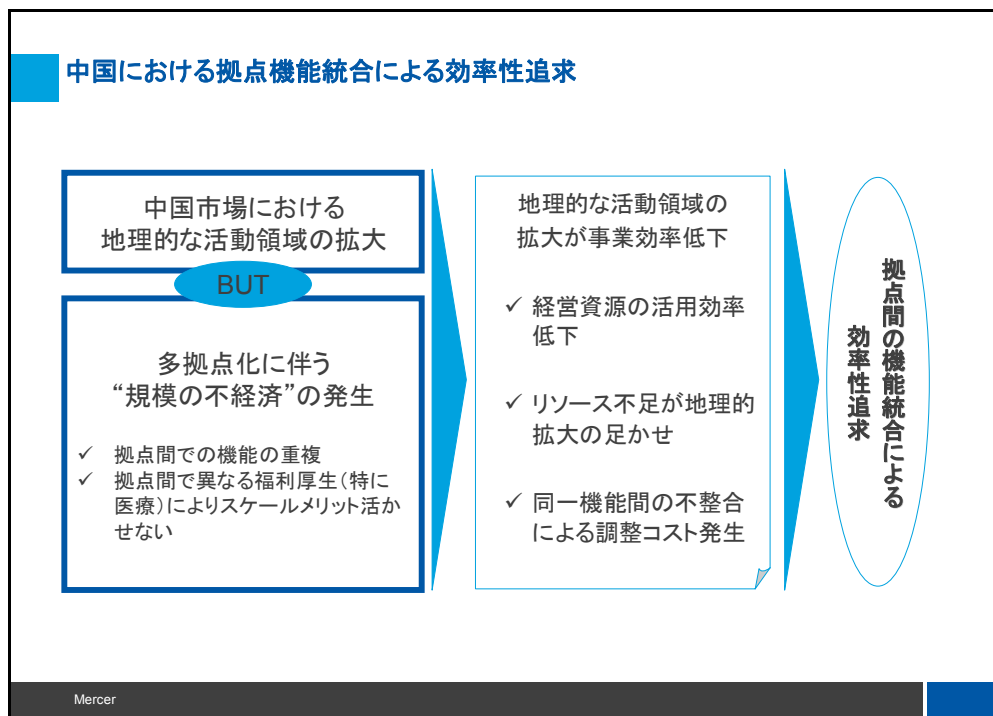 中国における拠点機能統合による効率性追求
中国市場における
地理的な活動領域の拡大
BUT
多拠点化に伴う
“規模の不経済”の発生
✓ 拠点間での機能の重複
✓ 拠点間で異なる福利厚生(特に
医療)によりスケールメリット活か
せない
地理的な活動領域の
拡大が事業効率低下
✓ 経営資源の活用効率
低下
✓ リソース不足が地理的
拡大の足かせ
✓ 同一機能間の不整合
による調整コスト発生
拠点間の機能統合による
効率性追求
Mercer